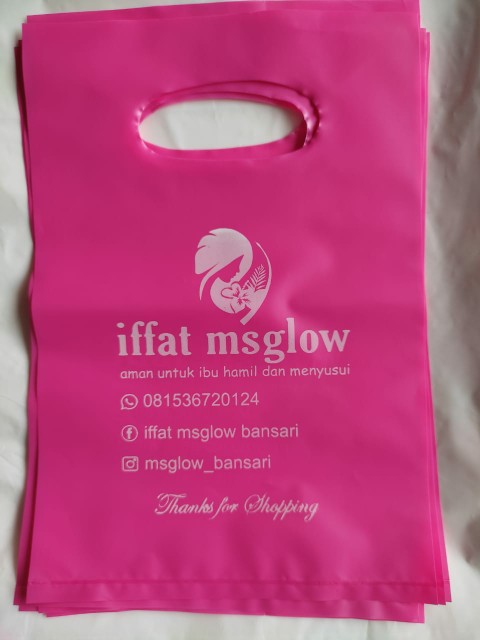 iffat msglow
aman untuk ibu hamil dan menyusui
081536720124
iffat msglow bansari
msglow_bansari
Thanks for Shopping